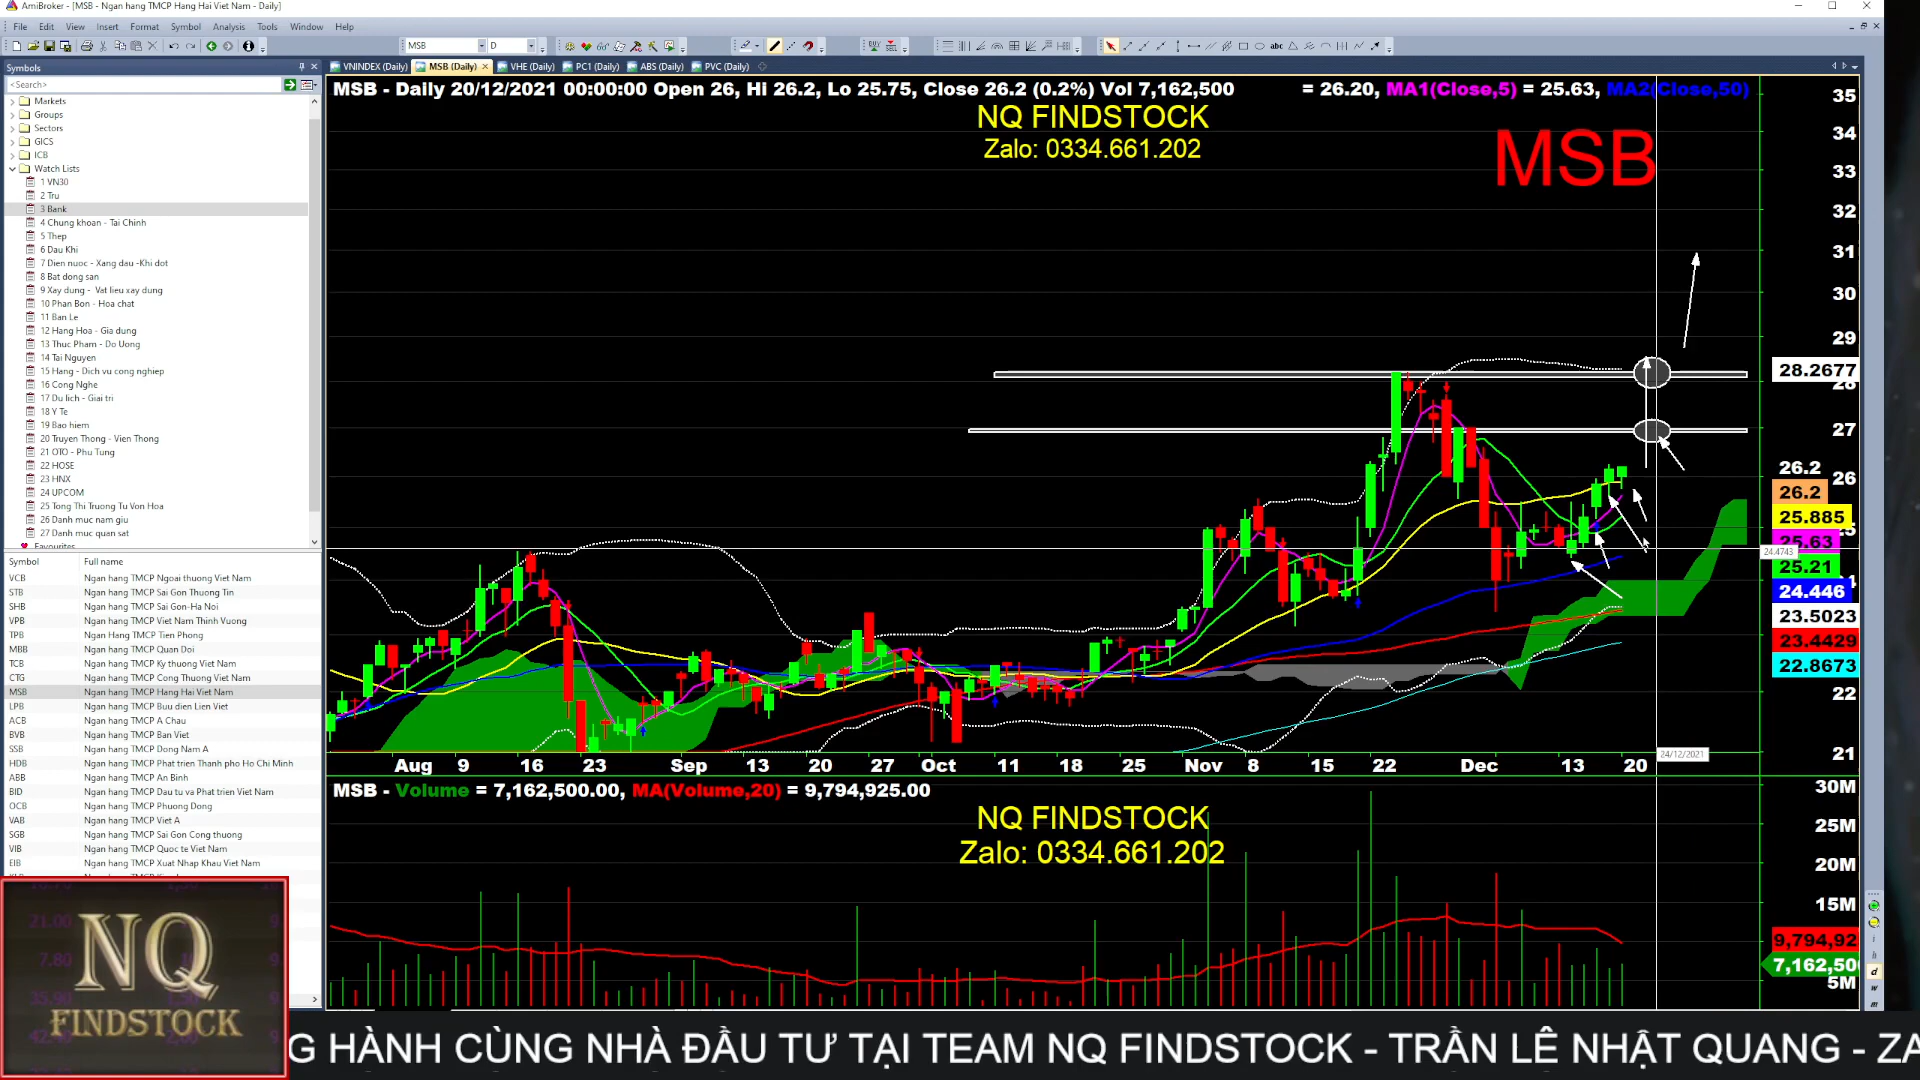 AmiBroker - [MSB - Ngan hang TMCP Hang Hai Viet Nam - Daily]
File Edit View Insert Format Symbol Analysis Tools Window Help
MSB D
Symbols
VNINDEX (Daily) MSB (Daily) VHE (Daily) PC1 (Daily) ABS (Daily) PVC (Daily)
<Search>
Markets
Groups
Sectors
GICS
ICB
Watch Lists
1 VN30
2 Tru
3 Bank
4 Chung khoan - Tai Chinh
5 Thep
6 Dau Khi
7 Dien nuoc - Xang dau -Khi dot
8 Bat dong san
9 Xay dung - Vat lieu xay dung
10 Phan Bon - Hoa chat
11 Ban Le
12 Hang Hoa - Gia dung
13 Thuc Pham - Do Uong
14 Tai Nguyen
15 Hang - Dich vu cong nghiep
16 Cong Nghe
17 Du lich - Giai tri
18 Y Te
19 Bao hiem
20 Truyen Thong - Vien Thong
21 OTO - Phu Tung
22 HOSE
23 HNX
24 UPCOM
25 Tong Thi Truong Tu Von Hoa
26 Danh muc nam giu
27 Danh muc quan sat
Favourites
Symbol Full name
VCB Ngan hang TMCP Ngoai thuong Viet Nam
STB Ngan hang TMCP Sai Gon Thuong Tin
SHB Ngan hang TMCP Sai Gon-Ha Noi
VPB Ngan hang TMCP Viet Nam Thinh Vuong
TPB Ngan Hang TMCP Tien Phong
MBB Ngan hang TMCP Quan Doi
TCB Ngan hang TMCP Ky thuong Viet Nam
CTG Ngan hang TMCP Cong Thuong Viet Nam
MSB Ngan hang TMCP Hang Hai Viet Nam
LPB Ngan hang TMCP Buu dien Lien Viet
ACB Ngan hang TMCP A Chau
BVB Ngan hang TMCP Ban Viet
SSB Ngan hang TMCP Dong Nam A
HDB Ngan hang TMCP Phat trien Thanh pho Ho Chi Minh
ABB Ngan hang TMCP An Binh
BID Ngan hang TMCP Dau tu va Phat trien Viet Nam
OCB Ngan hang TMCP Phuong Dong
VAB Ngan hang TMCP Viet A
SGB Ngan hang TMCP Sai Gon Cong thuong
VIB Ngan hang TMCP Quoc te Viet Nam
EIB Ngan hang TMCP Xuat Nhap Khau Viet Nam
MSB - Daily 20/12/2021 00:00:00 Open 26, Hi 26.2, Lo 25.75, Close 26.2 (0.2%) Vol 7,162,500 = 26.20, MA1(Close,5) = 25.63, MA2(Close,50)
NQ FINDSTOCK
Zalo: 0334.661.202
MSB
35
34
33
32
31
30
29
28.2677
28
27
26.2
26
26.2
25.885
25
25.63
24.4743
25.21
24
24.446
23.5023
23.4429
22.8673
22
21
24/12/2021
Aug 9 16 23 Sep 13 20 27 Oct 11 18 25 Nov 8 15 22 Dec 13 20
MSB - Volume = 7,162,500.00, MA(Volume,20) = 9,794,925.00
NQ FINDSTOCK
Zalo: 0334.661.202
30M
25M
20M
15M
9,794,92
7,162,50
5M
NQ
FINDSTOCK
G HÀNH CÙNG NHÀ ĐẦU TƯ TẠI TEAM NQ FINDSTOCK - TRẦN LÊ NHẬT QUANG - ZA